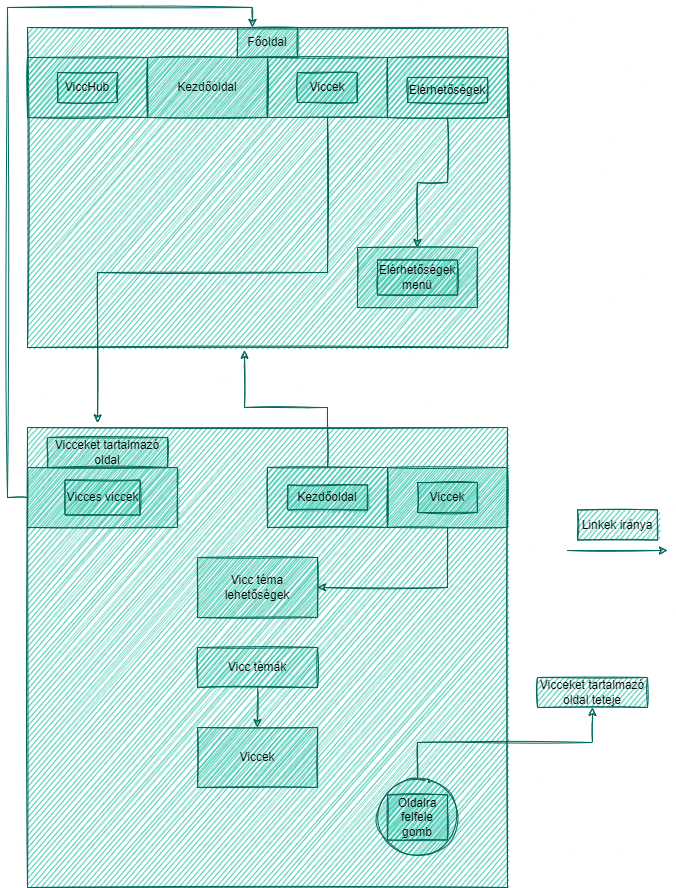 Főoldal
ViccHub
Kezdőoldal
Viccek
Elérhetőségek
Elérhetőségek
menü
Vicceket tartalmazó
oldal
Vicces viccek
Kezdőoldal
Viccek
Linkek iránya
Vicc téma
lehetőségek
Vicc témák
Vicceket tartalmazó
oldal teteje
Viccek
Oldalra
felfele
gomb